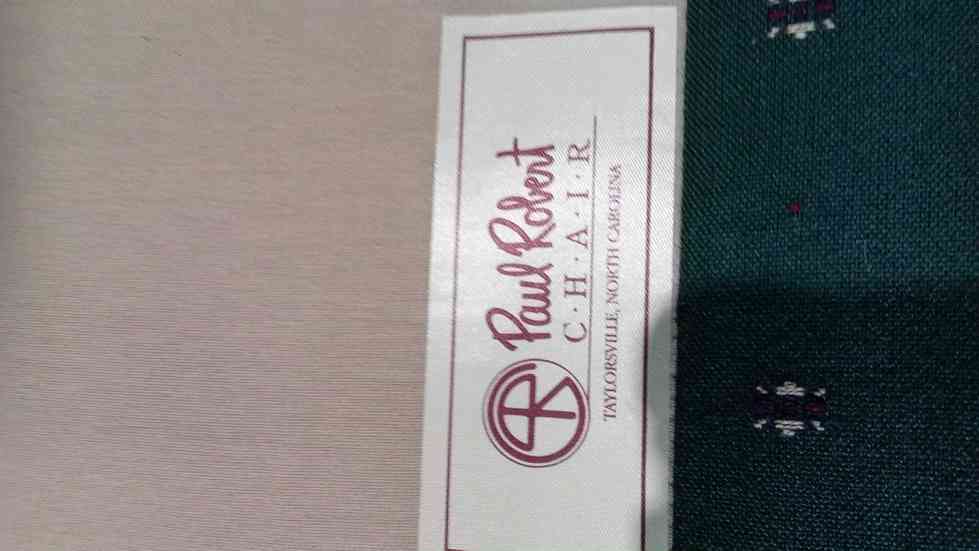 Paul Robert
C·H·A·I·R
TAYLORSVILLE, NORTH CAROLINA